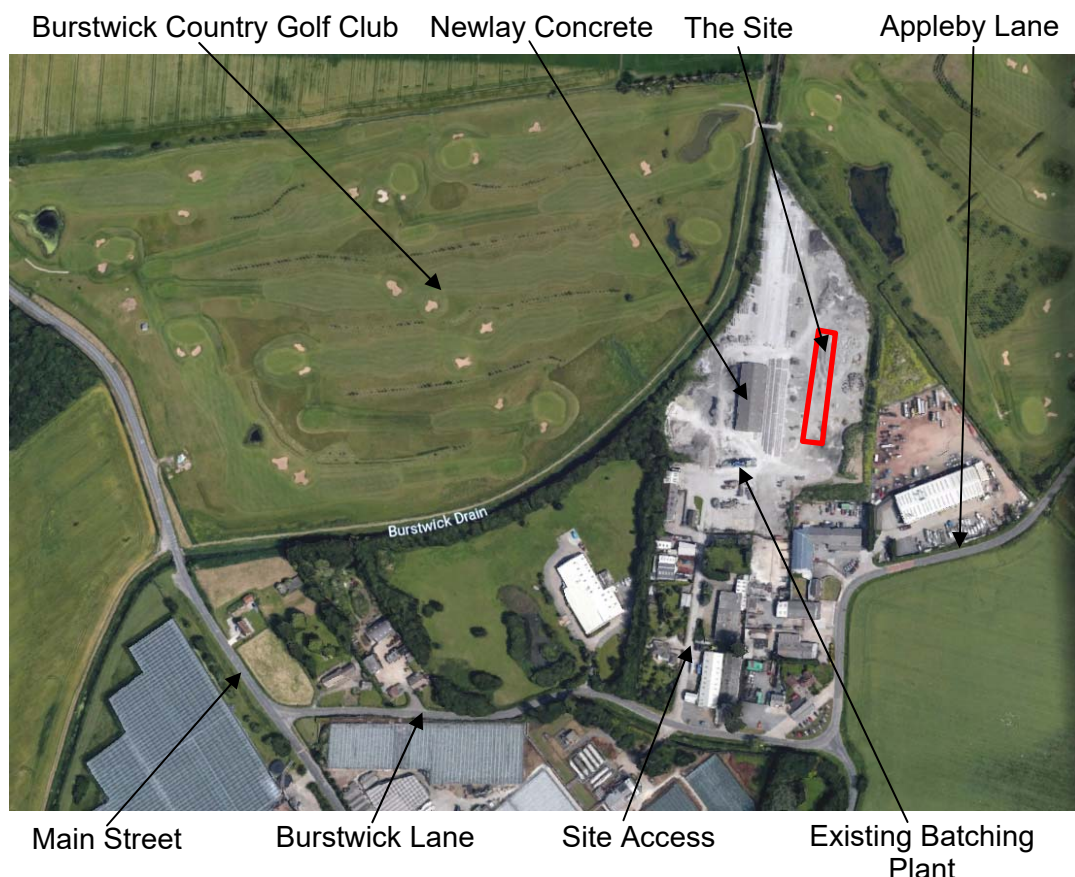 Burstwick Country Golf Club
Newlay Concrete
The Site
Appleby Lane
Burstwick Drain
Main Street
Burstwick Lane
Site Access
Existing Batching
Plant